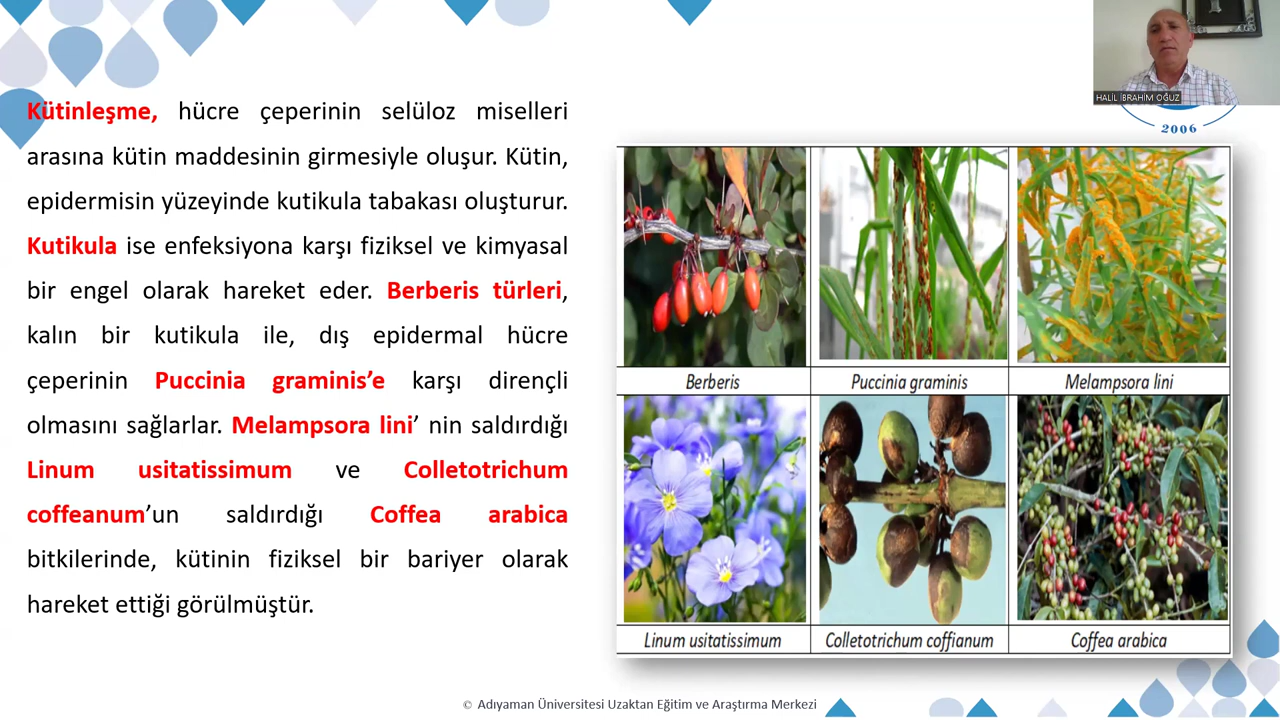 Kütinleşme, hücre çeperinin selüloz miselleri
arasına kütin maddesinin girmesiyle oluşur. Kütin,
epidermisin yüzeyinde kutikula tabakası oluşturur.
Kutikula ise enfeksiyona karşı fiziksel ve kimyasal
bir engel olarak hareket eder. Berberis türleri,
kalın bir kutikula ile, dış epidermal hücre
çeperinin Puccinia graminis’e karşı dirençli
olmasını sağlarlar. Melampsora lini’ nin saldırdığı
Linum usitatissimum ve Colletotrichum
coffeanum’un saldırdığı Coffea arabica
bitkilerinde, kütinin fiziksel bir bariyer olarak
hareket ettiği görülmüştür.
HALİL İBRAHİM OĞUZ
2006
Berberis
Puccinia graminis
Melampsora lini
Linum usitatissimum
Colletotrichum coffianum
Coffea arabica
© Adıyaman Üniversitesi Uzaktan Eğitim ve Araştırma Merkezi